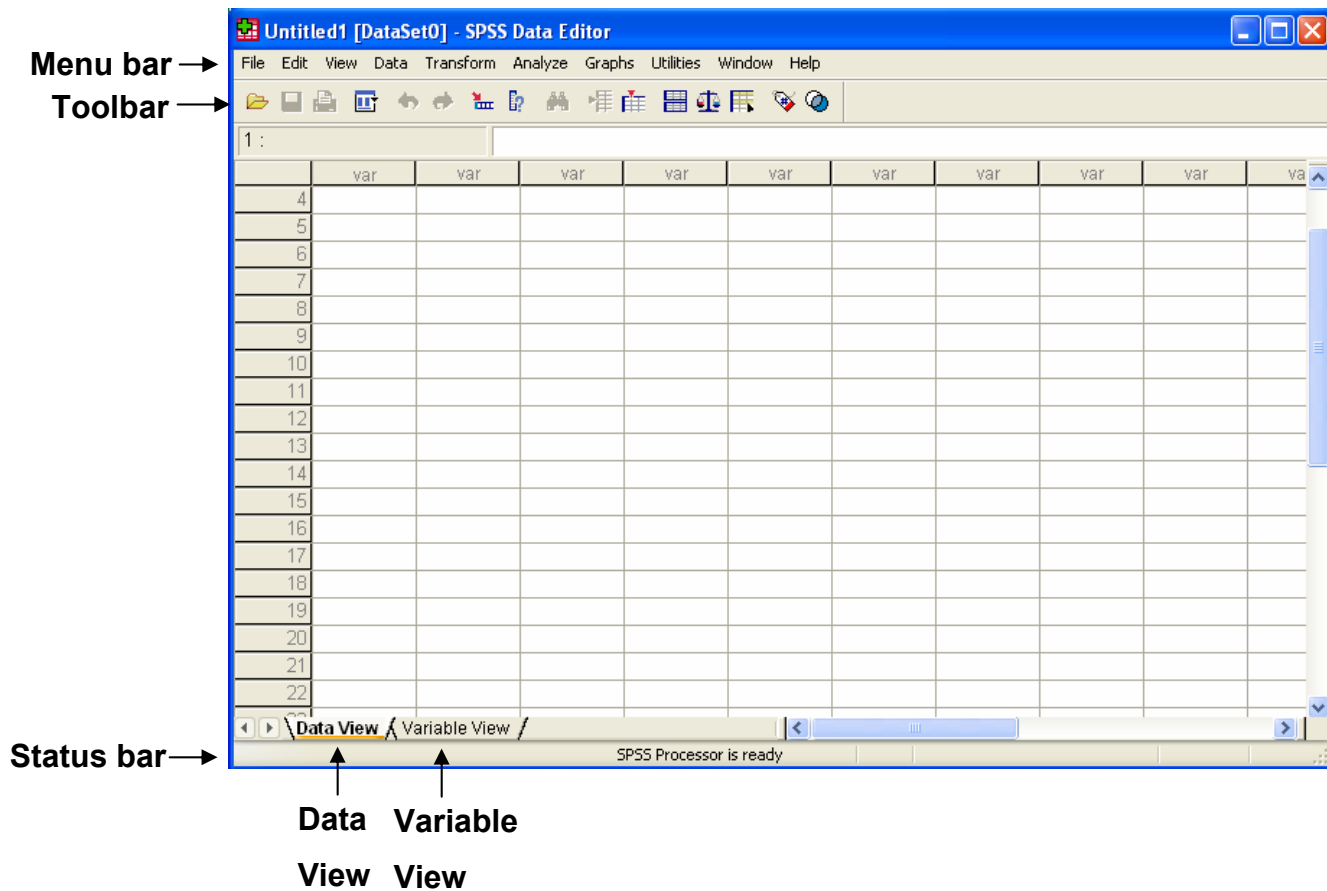 Untitled1 [DataSet0] - SPSS Data Editor
Menu bar
File Edit View Data Transform Analyze Graphs Utilities Window Help
Toolbar
1 :
var var var var var var var var var va
4
5
6
7
8
9
10
11
12
13
14
15
16
17
18
19
20
21
22
Data View Variable View
Status bar
SPSS Processor is ready
Data Variable
View View